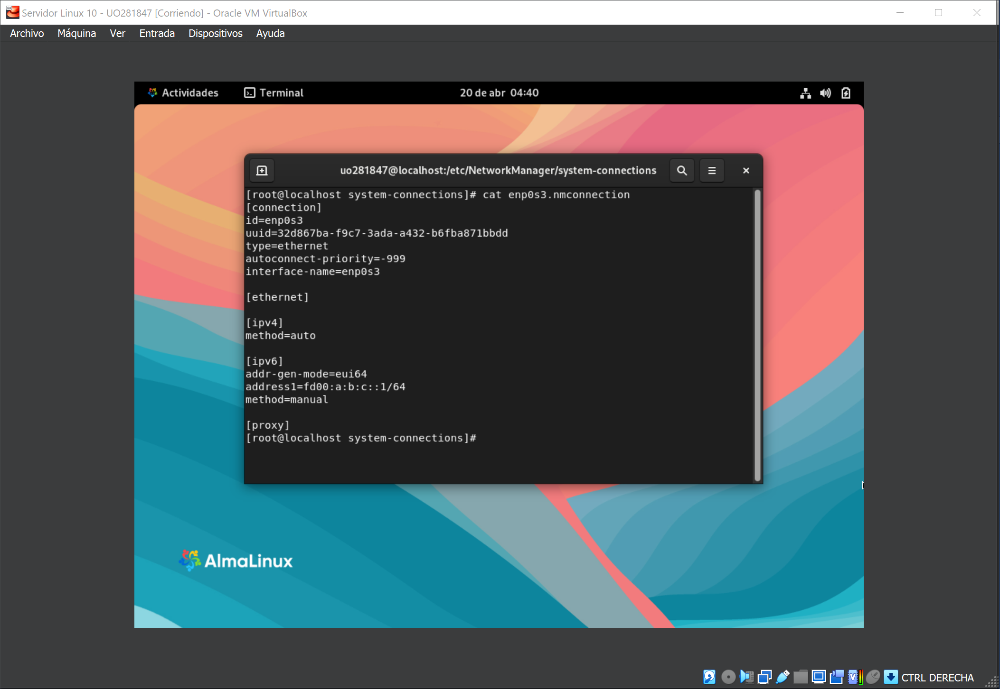 Servidor Linux 10 - UO281847 [Corriendo] - Oracle VM VirtualBox
Archivo Máquina Ver Entrada Dispositivos Ayuda
Actividades Terminal 20 de abr 04:40
uo281847@localhost:/etc/NetworkManager/system-connections
[root@localhost system-connections]# cat enp0s3.nmconnection
[connection]
id=enp0s3
uuid=32d867ba-f9c7-3ada-a432-b6fba871bbdd
type=ethernet
autoconnect-priority=-999
interface-name=enp0s3
[ethernet]
[ipv4]
method=auto
[ipv6]
addr-gen-mode=eui64
address1=fd00:a:b:c::1/64
method=manual
[proxy]
[root@localhost system-connections]#
AlmaLinux
CTRL DERECHA